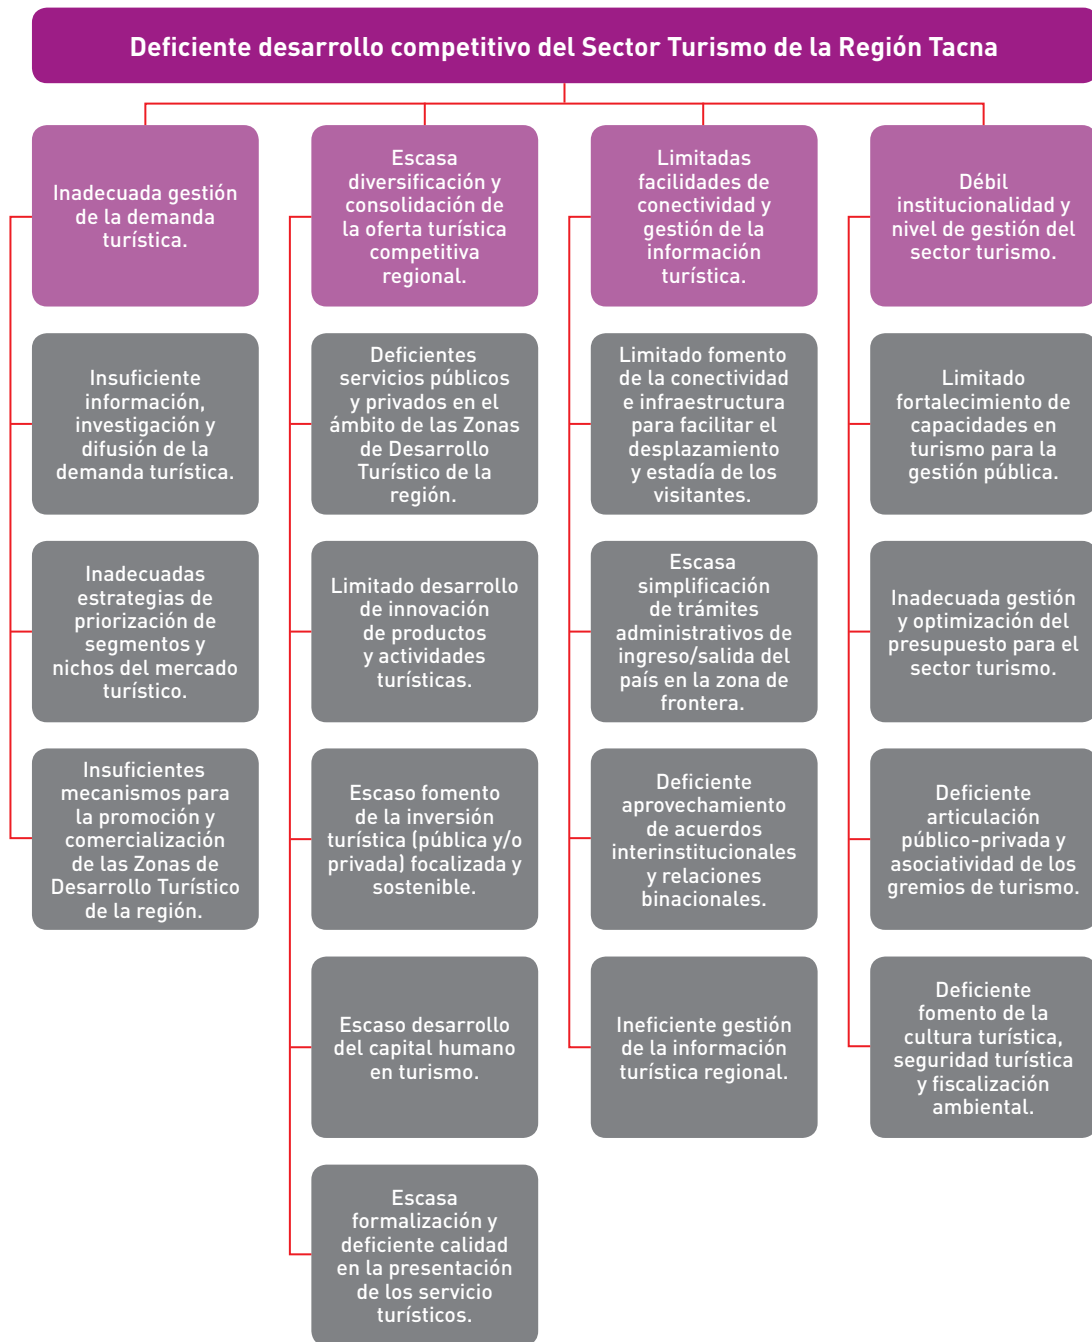 Deficiente desarrollo competitivo del Sector Turismo de la Región Tacna
Inadecuada gestión
de la demanda
turística.
Insuficiente
información,
investigación y
difusión de la
demanda turística.
Inadecuadas
estrategias de
priorización de
segmentos y
nichos del mercado
turístico.
Insuficientes
mecanismos para
la promoción y
comercialización
de las Zonas de
Desarrollo Turístico
de la región.
Escasa
diversificación y
consolidación de
la oferta turística
competitiva
regional.
Deficientes
servicios públicos
y privados en el
ámbito de las Zonas
de Desarrollo
Turístico de la
región.
Limitado desarrollo
de innovación
de productos
y actividades
turísticas.
Escaso fomento
de la inversión
turística (pública y/o
privada) focalizada y
sostenible.
Escaso desarrollo
del capital humano
en turismo.
Escasa
formalización y
deficiente calidad
en la presentación
de los servicio
turísticos.
Limitadas
facilidades de
conectividad y
gestión de la
información
turística.
Limitado fomento
de la conectividad
e infraestructura
para facilitar el
desplazamiento
y estadía de los
visitantes.
Escasa
simplificación
de trámites
administrativos de
ingreso/salida del
país en la zona de
frontera.
Deficiente
aprovechamiento
de acuerdos
interinstitucionales
y relaciones
binacionales.
Ineficiente gestión
de la información
turística regional.
Débil
institucionalidad y
nivel de gestión del
sector turismo.
Limitado
fortalecimiento de
capacidades en
turismo para la
gestión pública.
Inadecuada gestión
y optimización del
presupuesto para el
sector turismo.
Deficiente
articulación
público-privada y
asociatividad de los
gremios de turismo.
Deficiente
fomento de la
cultura turística,
seguridad turística
y fiscalización
ambiental.